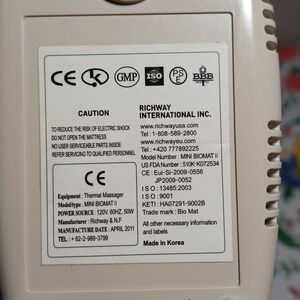 CE
GMP
ISO
PS
E
BBB
CAUTION
TO REDUCE THE RISK OF ELECTRIC SHOCK
DO NOT OPEN THE MATTRESS
NO USER SERVICEABLE PARTS INSIDE
REFER SERVICING TO QUALIFIED PERSONNEL
CE
Equipment : Thermal Massager
Model/type : MINI BIOMAT II
POWER SOURCE : 120V, 60HZ, 50W
Manufacturer : Richway & N.F
MANUFACTURE DATE : APRIL 2011
TEL : + 82-2-989-3799
RICHWAY
INTERNATIONAL INC.
www.richwayusa.com
Tel : 1-808-589-2800
www.richwayeu.com
Tel : +420 777892225
Model Number : MINI BIOMAT II
US FDA Number : 510K-K072534
CE : Eui-Si-2009-0556
JP2009-0052
ISO : 13485:2003
ISO : 9001
KETI : HA07291-9002B
Trade mark : Bio Mat
All other necessary information
and labels
Made in Korea